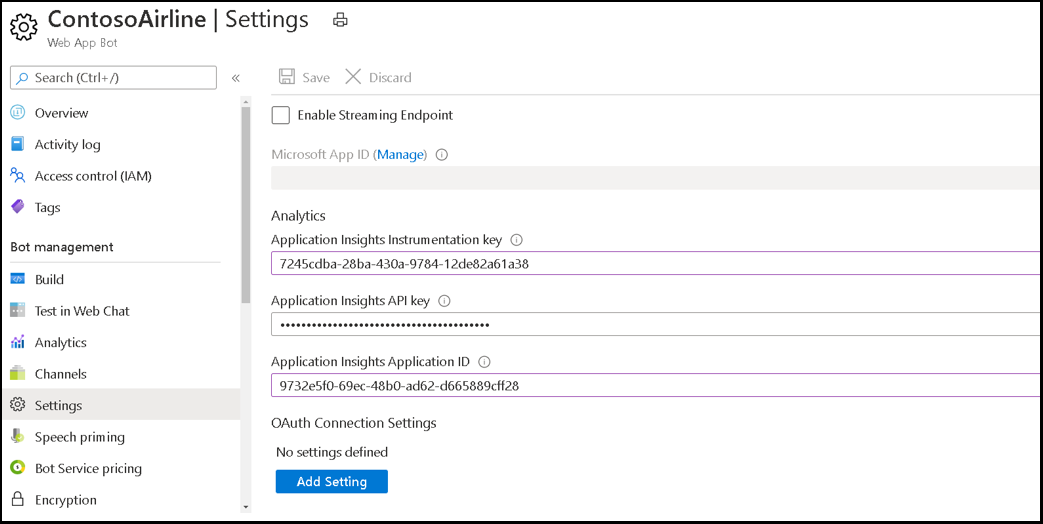 ContosoAirline | Settings
Web App Bot
Search (Ctrl+/)
«
Save
Discard
Overview
Activity log
Access control (IAM)
Tags
Bot management
Build
Test in Web Chat
Analytics
Channels
Settings
Speech priming
Bot Service pricing
Encryption
Enable Streaming Endpoint
Microsoft App ID (Manage)
Analytics
Application Insights Instrumentation key
7245cdba-28ba-430a-9784-12de82a61a38
Application Insights API key
••••••••••••••••••••••••••••••••••••••••
Application Insights Application ID
9732e5f0-69ec-48b0-ad62-d665889cff28
OAuth Connection Settings
No settings defined
Add Setting